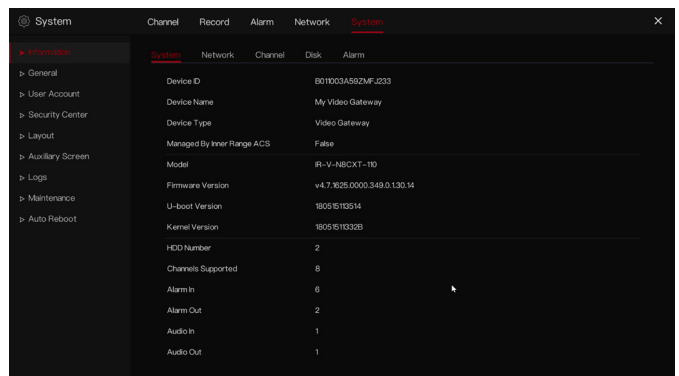 System Channel Record Alarm Network System
Information
General
User Account
Security Center
Layout
Auxiliary Screen
Logs
Maintenance
Auto Reboot
System Network Channel Disk Alarm
Device ID B011003A59ZMFJ233
Device Name My Video Gateway
Device Type Video Gateway
Managed By Inner Range ACS False
Model IR-V-N8CXT-110
Firmware Version v4.7.1625.0000.349.0.1.30.14
U-boot Version 180515113514
Kernel Version 180515113328
HDD Number 2
Channels Supported 8
Alarm In 6
Alarm Out 2
Audio In 1
Audio Out 1